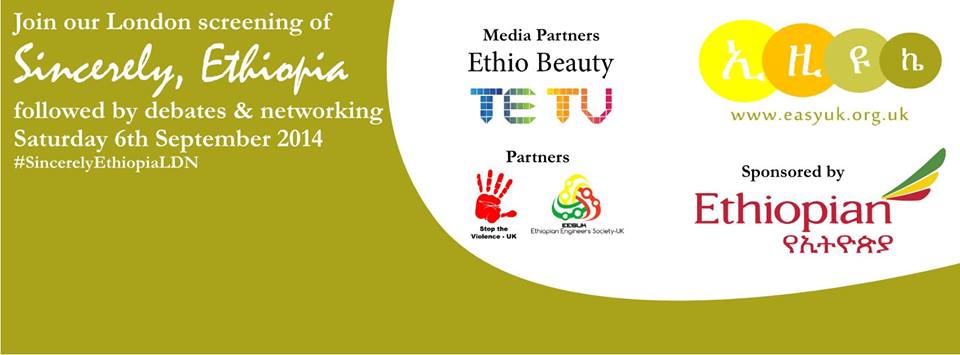 Join our London screening of
Sincerely, Ethiopia
followed by debates & networking
Saturday 6th September 2014
#SincerelyEthiopiaLDN
Media Partners
Ethio Beauty
TETV
Partners
Stop the
Violence - UK
EESUK
Ethiopian Engineers Society-UK
ኢ.ዚ.ዩ ኬ
www.easyuk.org.uk
Sponsored by
Ethiopian
የኢትዮጵያ